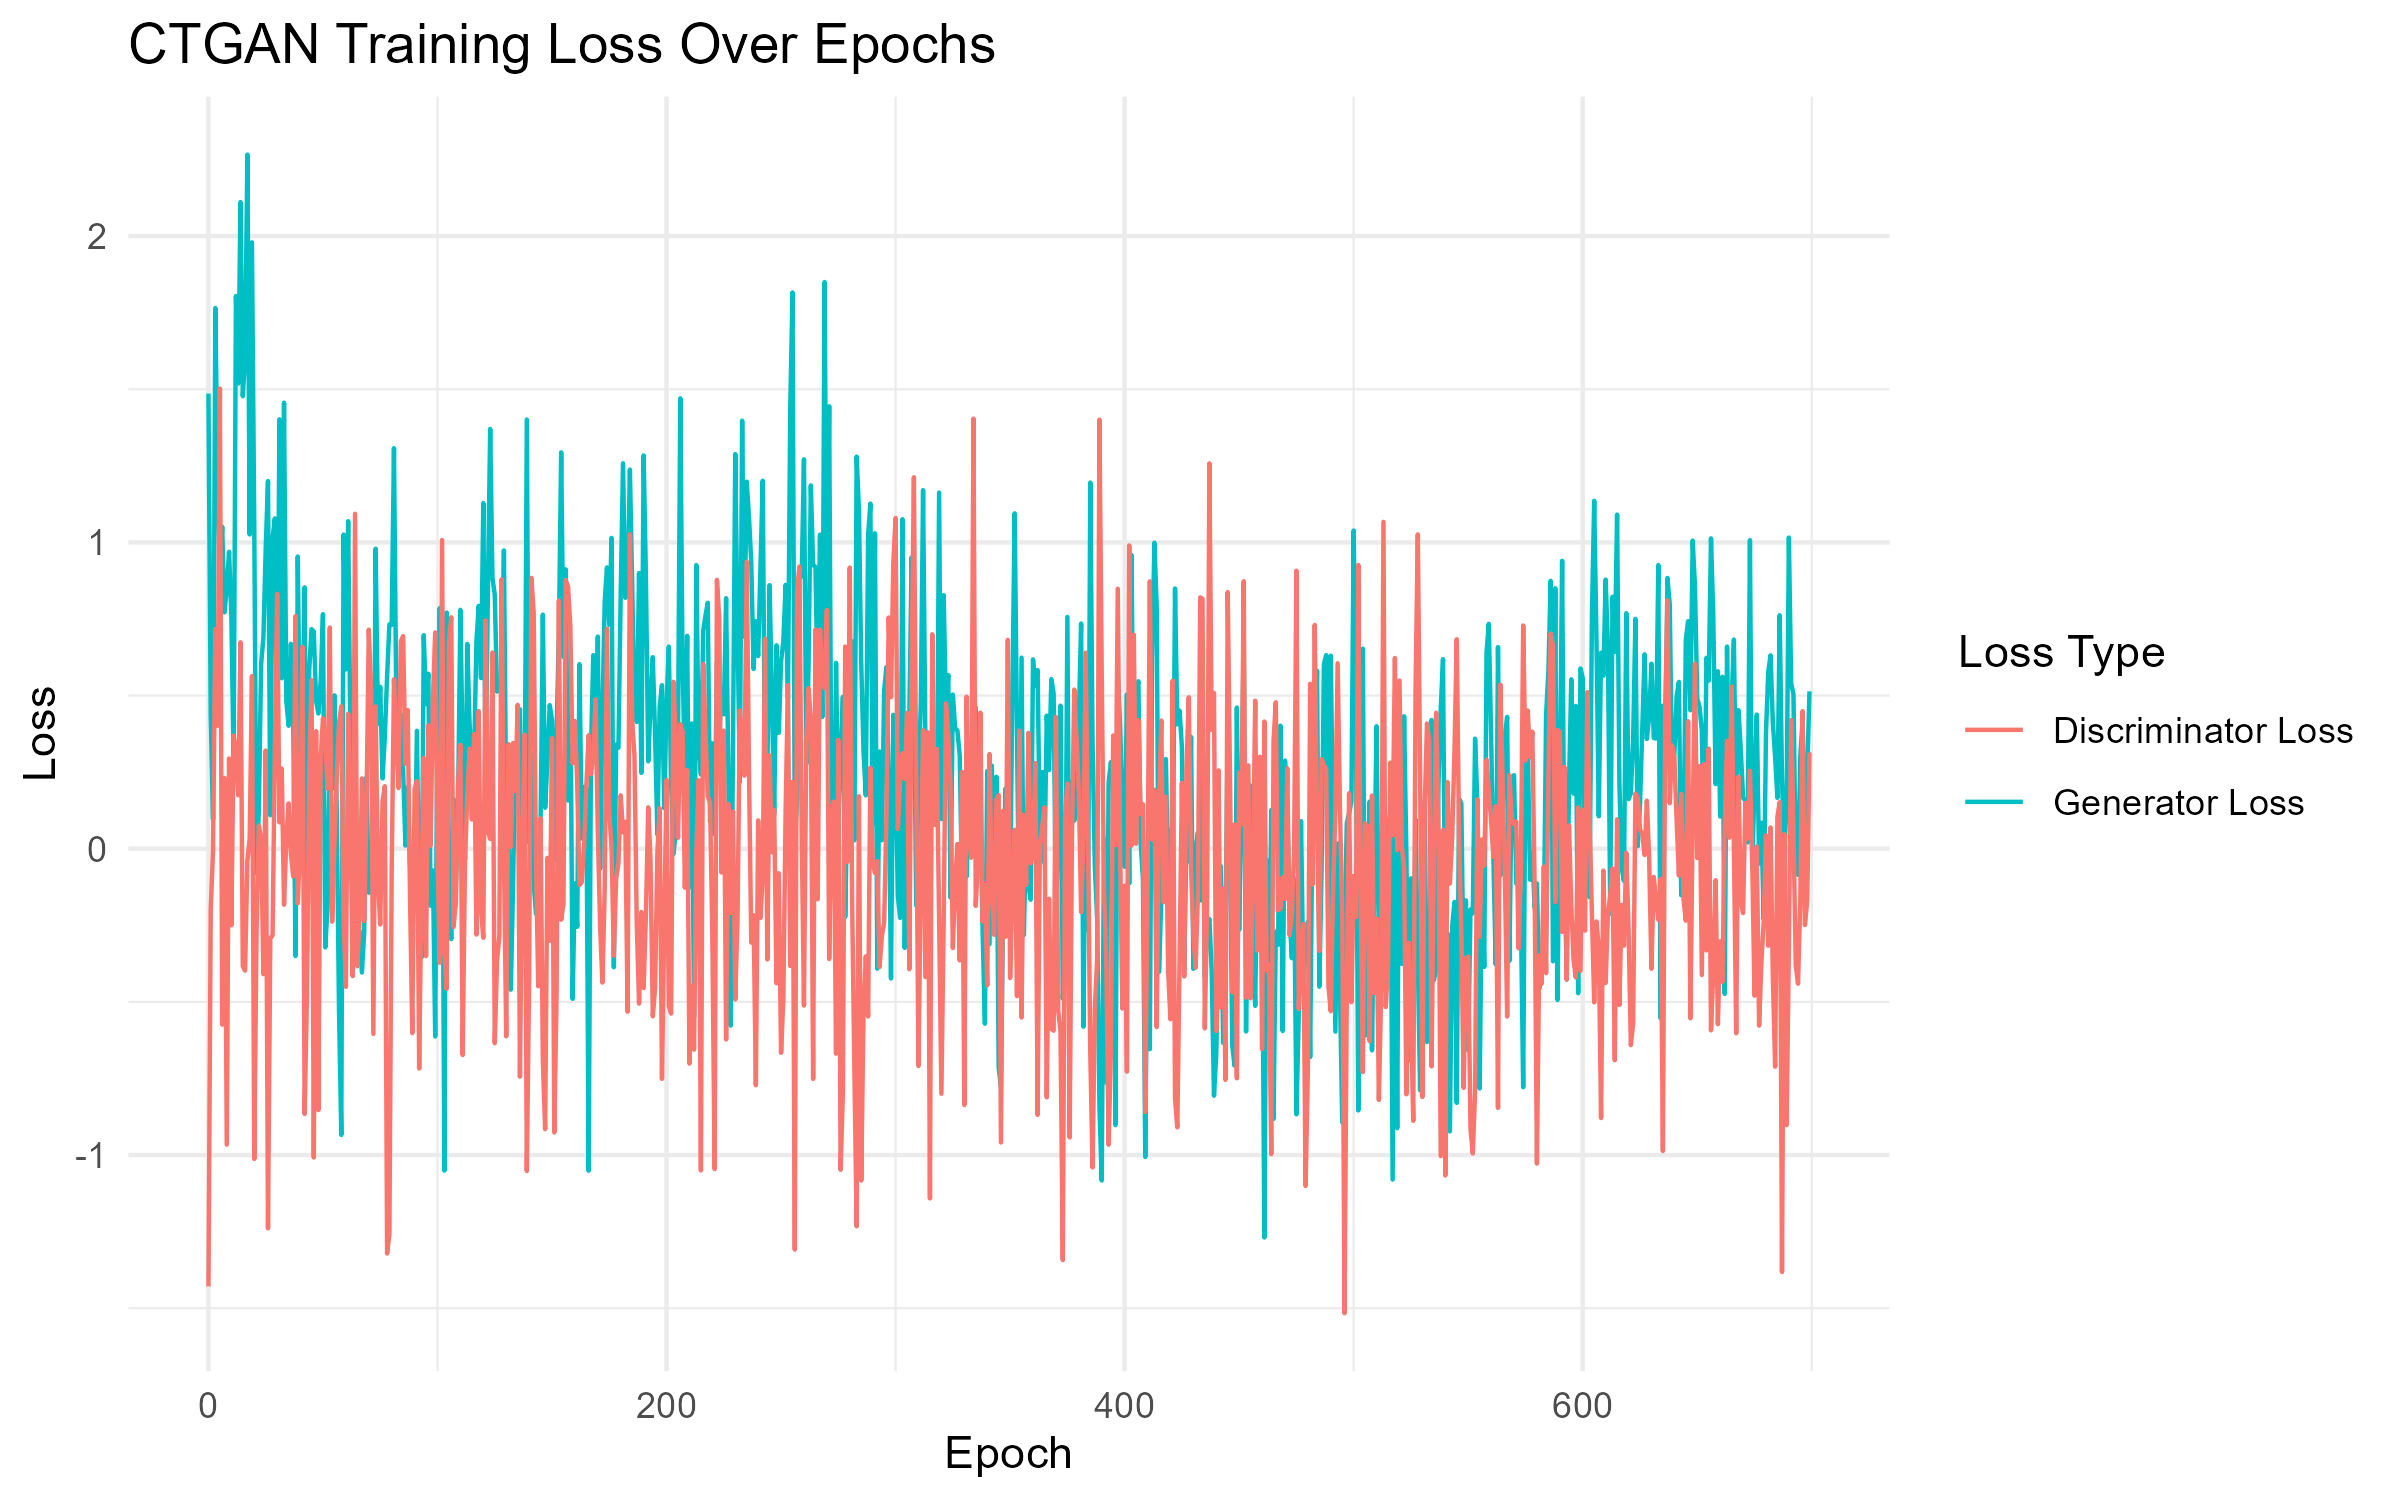 CTGAN Training Loss Over Epochs
2
1
0
-1
Loss
0 200 400 600
Epoch
Loss Type
Discriminator Loss
Generator Loss